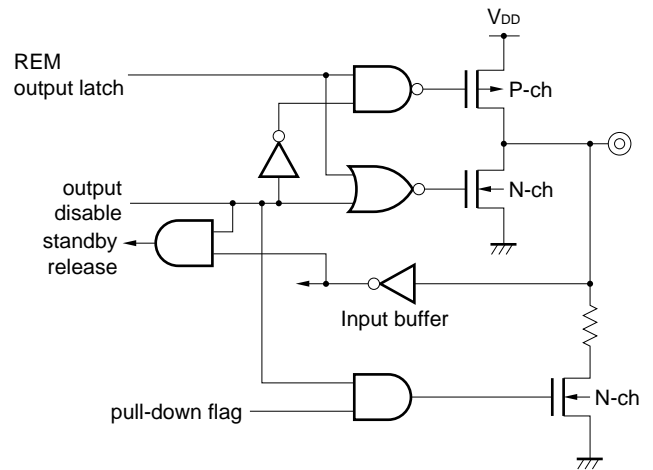 VDD
REM
output latch
P-ch
output
disable
N-ch
standby
release
Input buffer
N-ch
pull-down flag